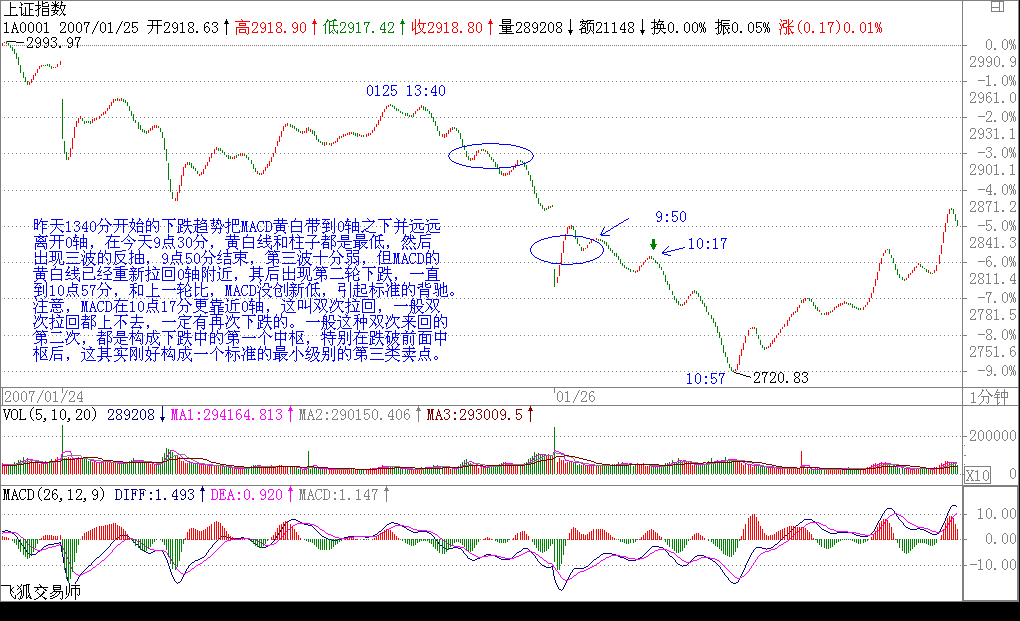 上证指数
1A0001 2007/01/25 开2918.63↑高2918.90↑低2917.42↑收2918.80↑量289208↓额21148↓换0.00% 振0.05% 涨(0.17)0.01%
2993.97
0.0%
2990.9
-1.0%
2961.0
-2.0%
2931.1
-3.0%
2901.1
-4.0%
2871.2
-5.0%
2841.3
-6.0%
2811.4
-7.0%
2781.5
-8.0%
2751.6
-9.0%
0125 13:40
9:50
10:17
昨天1340分开始的下跌趋势把MACD黄白带到0轴之下并远远
离开0轴，在今天9点30分，黄白线和柱子都是最低，然后
出现三波的反抽，9点50分结束，第三波十分弱，但MACD的
黄白线已经重新拉回0轴附近，其后出现第二轮下跌，一直
到10点57分，和上一轮比，MACD没创新低，引起标准的背驰。
注意，MACD在10点17分更靠近0轴，这叫双次拉回，一般双
次拉回都上不去，一定有再次下跌的。一般这种双次来回的
第二次，都是构成下跌中的第一个中枢，特别在跌破前面中
枢后，这其实刚好构成一个标准的最小级别的第三类卖点。
10:57
2720.83
2007/01/24
01/26
1分钟
VOL(5,10,20) 289208↓MA1:294164.813↑MA2:290150.406↑MA3:293009.5↑
200000
0
X10
MACD(26,12,9) DIFF:1.493↑DEA:0.920↑MACD:1.147↑
10.00
0.00
-10.00
飞狐交易师